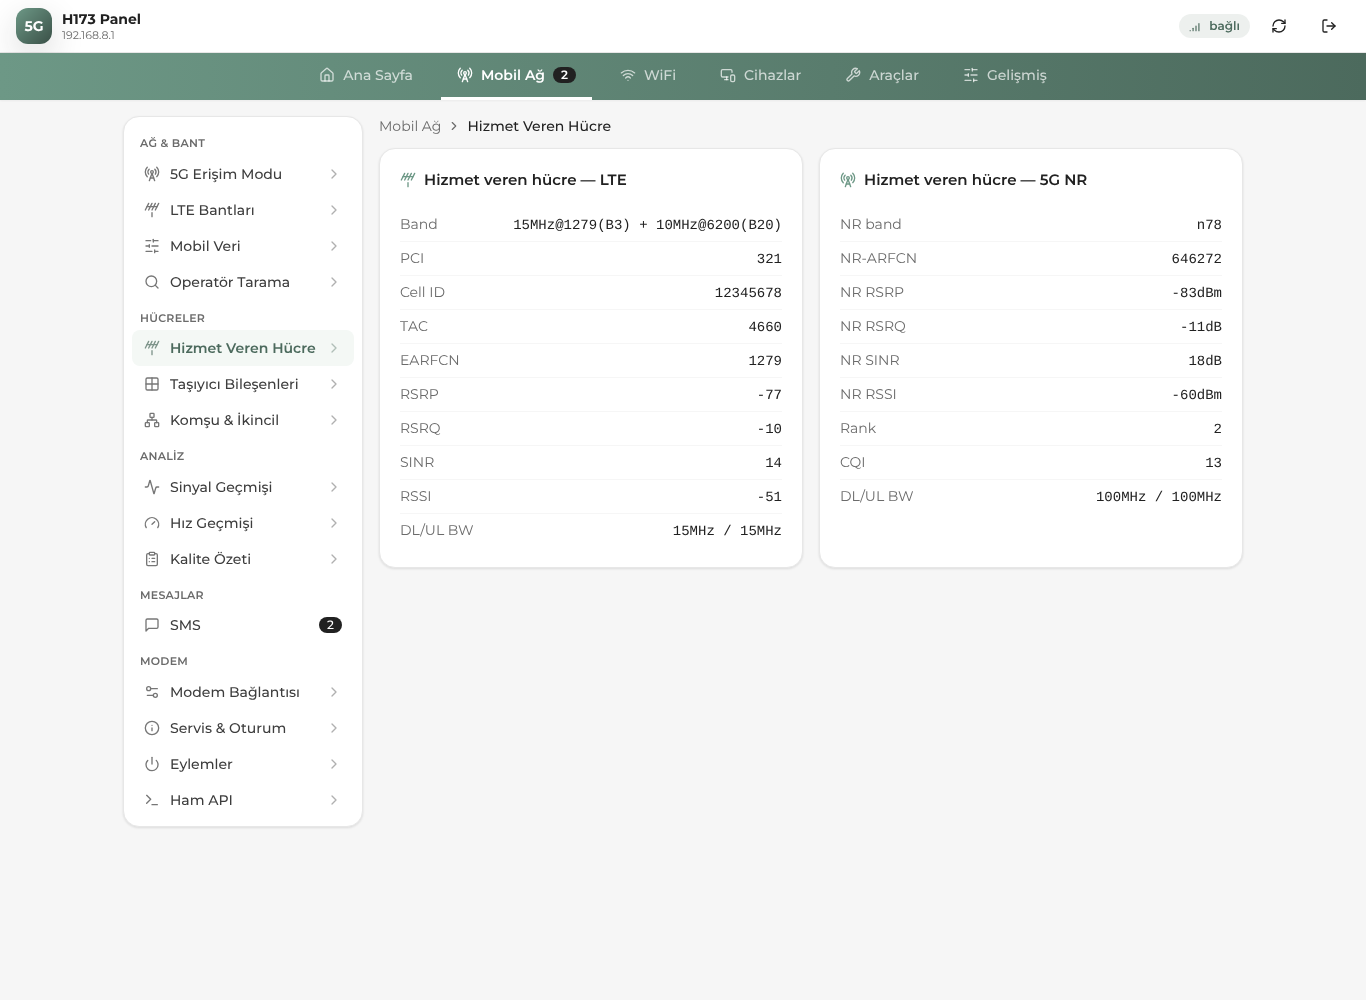 5G
H173 Panel
192.168.8.1
bağlı
Ana Sayfa
Mobil Ağ 2
WiFi
Cihazlar
Araçlar
Gelişmiş
AĞ & BANT
5G Erişim Modu
LTE Bantları
Mobil Veri
Operatör Tarama
HÜCRELER
Hizmet Veren Hücre
Taşıyıcı Bileşenleri
Komşu & İkincil
ANALİZ
Sinyal Geçmişi
Hız Geçmişi
Kalite Özeti
MESAJLAR
SMS 2
MODEM
Modem Bağlantısı
Servis & Oturum
Eylemler
Ham API
Mobil Ağ > Hizmet Veren Hücre
Hizmet veren hücre — LTE
Band 15MHz@1279(B3) + 10MHz@6200(B20)
PCI 321
Cell ID 12345678
TAC 4660
EARFCN 1279
RSRP -77
RSRQ -10
SINR 14
RSSI -51
DL/UL BW 15MHz / 15MHz
Hizmet veren hücre — 5G NR
NR band n78
NR-ARFCN 646272
NR RSRP -83dBm
NR RSRQ -11dB
NR SINR 18dB
NR RSSI -60dBm
Rank 2
CQI 13
DL/UL BW 100MHz / 100MHz